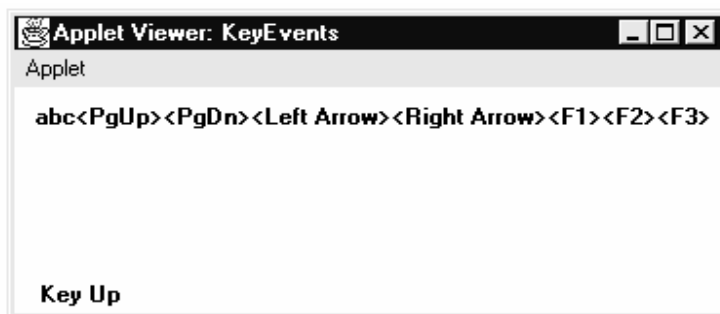 Applet Viewer: KeyEvents
Applet
abc<PgUp><PgDn><Left Arrow><Right Arrow><F1><F2><F3>
Key Up